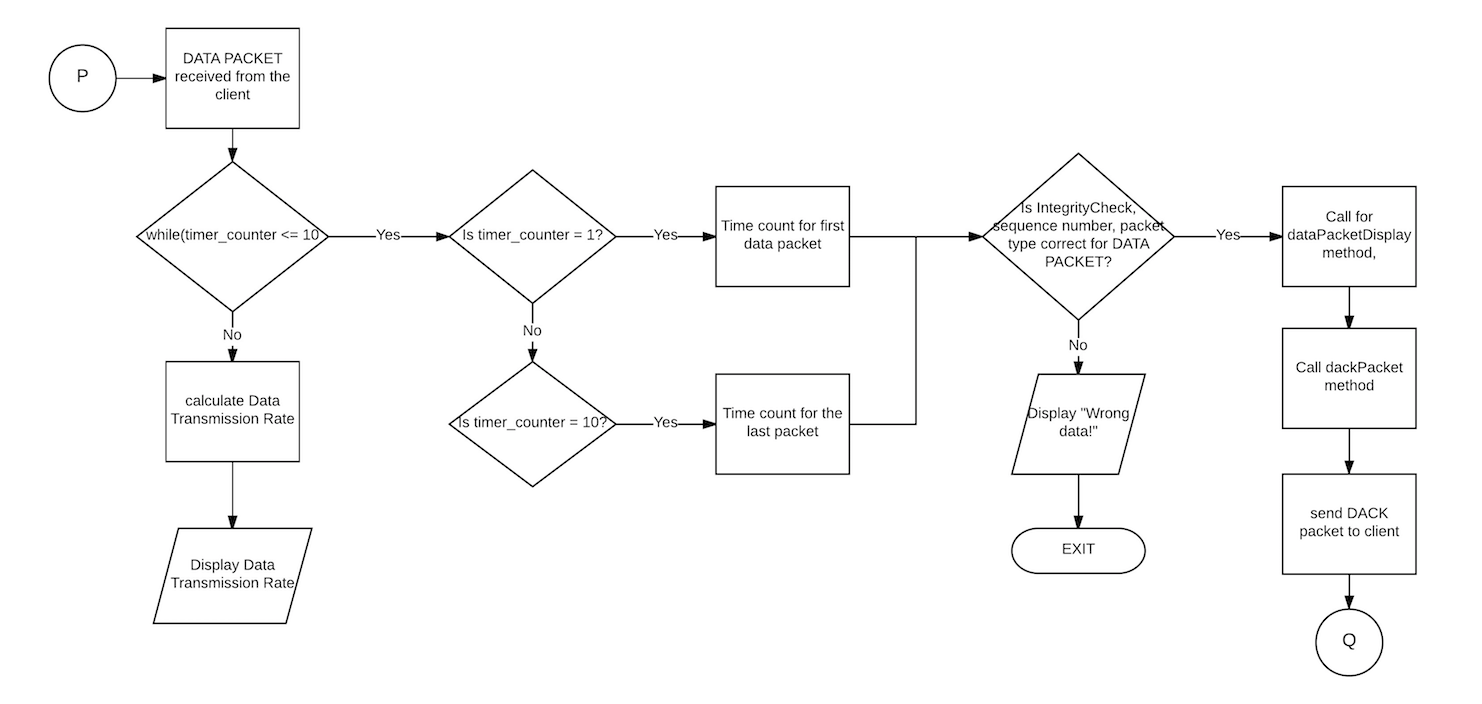 P
DATA PACKET
received from the
client
while(timer_counter <= 10
Yes
Is timer_counter = 1?
Yes
Time count for first
data packet
Is IntegrityCheck,
sequence number, packet
type correct for DATA
PACKET?
Yes
Call for
dataPacketDisplay
method,
No
calculate Data
Transmission Rate
Display Data
Transmission Rate
No
Is timer_counter = 10?
Yes
Time count for the
last packet
No
Display "Wrong
data!"
EXIT
Call dackPacket
method
send DACK
packet to client
Q